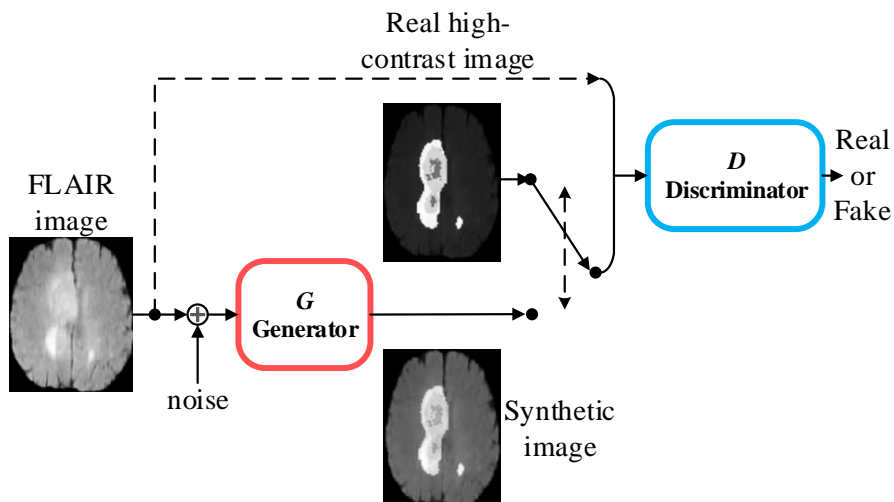 Real high-
contrast image
FLAIR
image
D
Discriminator
Real
or
Fake
G
Generator
noise
Synthetic
image